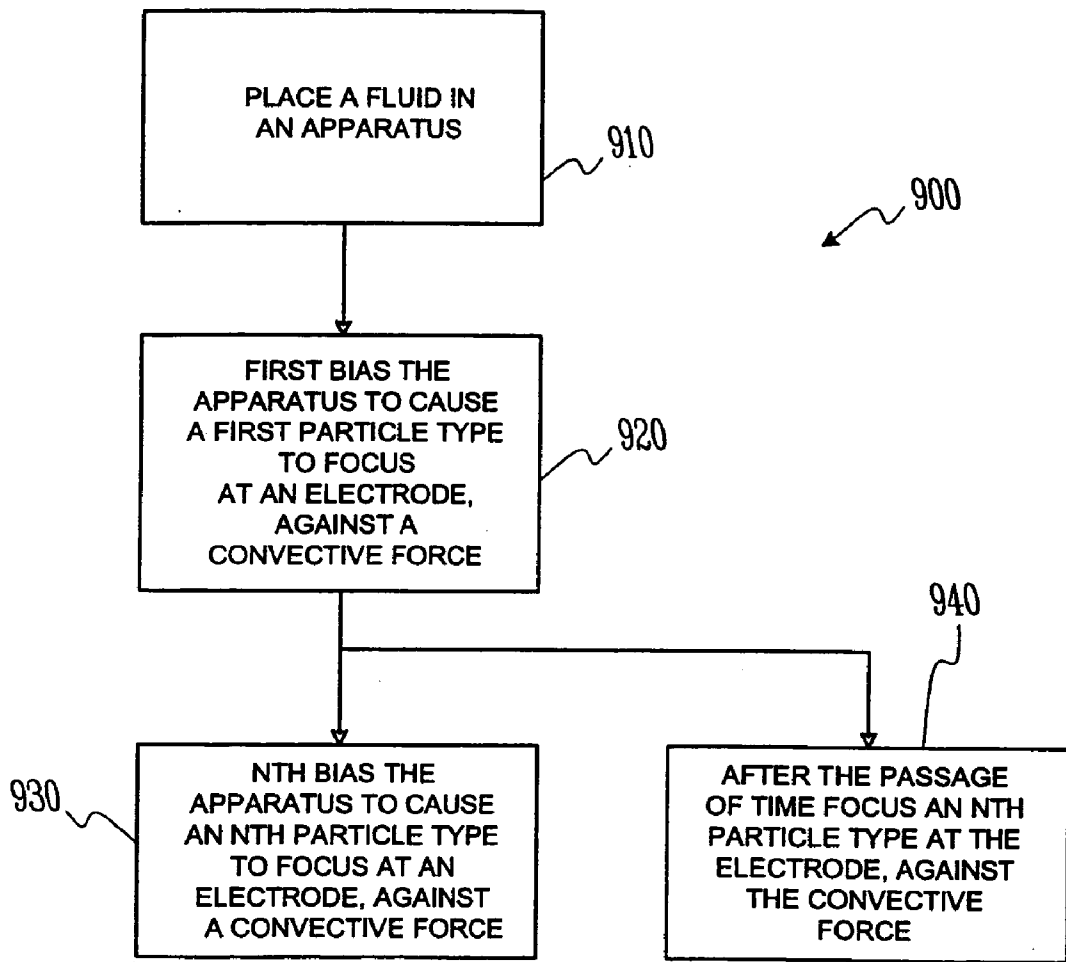 PLACE A FLUID IN
AN APPARATUS
910
900
FIRST BIAS THE
APPARATUS TO CAUSE
A FIRST PARTICLE TYPE
TO FOCUS
AT AN ELECTRODE,
AGAINST A
CONVECTIVE FORCE
920
940
930
NTH BIAS THE
APPARATUS TO CAUSE
AN NTH PARTICLE TYPE
TO FOCUS AT AN
ELECTRODE, AGAINST
A CONVECTIVE FORCE
AFTER THE PASSAGE
OF TIME FOCUS AN NTH
PARTICLE TYPE AT THE
ELECTRODE, AGAINST
THE CONVECTIVE
FORCE